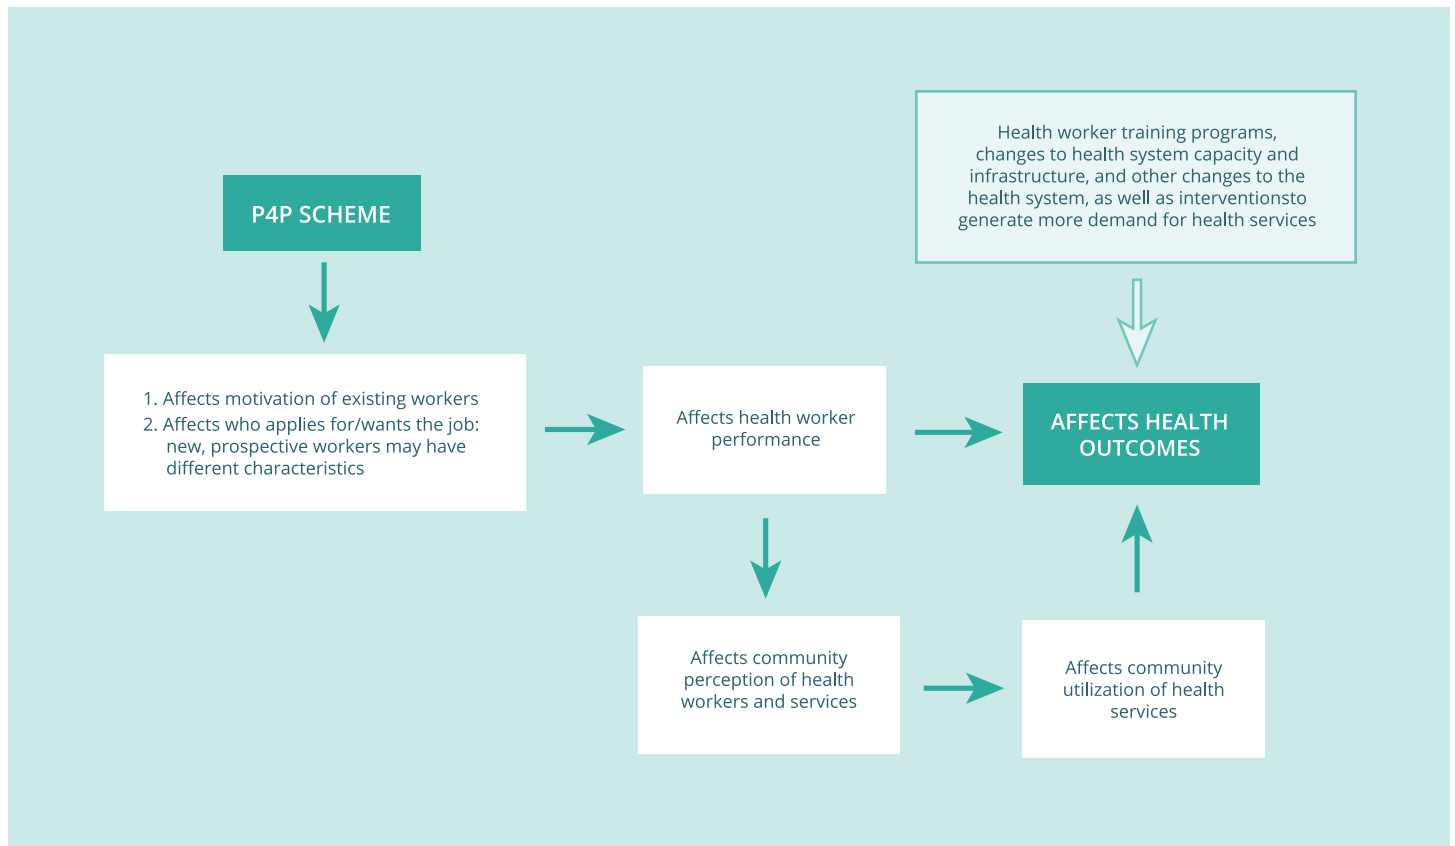 P4P SCHEME
Health worker training programs,
changes to health system capacity and
infrastructure, and other changes to the
health system, as well as interventionsto
generate more demand for health services
1. Affects motivation of existing workers
2. Affects who applies for/wants the job:
new, prospective workers may have
different characteristics
Affects health worker
performance
AFFECTS HEALTH
OUTCOMES
Affects community
perception of health
workers and services
Affects community
utilization of health
services